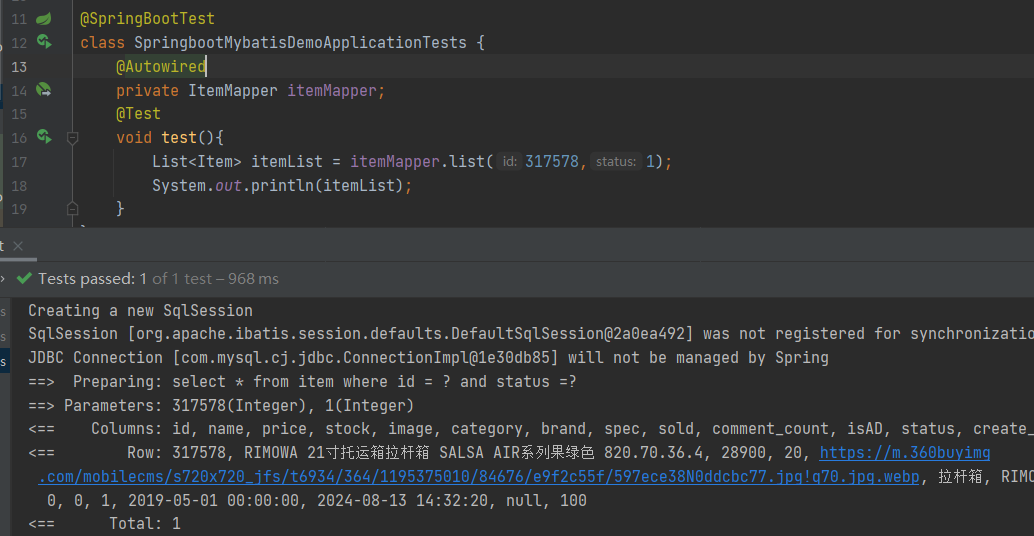 11 @SpringBootTest
12 class SpringbootMybatisDemoApplicationTests {
13 @Autowired
14 private ItemMapper itemMapper;
15 @Test
16 void test(){
17 List<Item> itemList = itemMapper.list( id: 317578, status: 1);
18 System.out.println(itemList);
19 }
Tests passed: 1 of 1 test – 968 ms
Creating a new SqlSession
SqlSession [org.apache.ibatis.session.defaults.DefaultSqlSession@2a0ea492] was not registered for synchronizatio
JDBC Connection [com.mysql.cj.jdbc.ConnectionImpl@1e30db85] will not be managed by Spring
==>  Preparing: select * from item where id = ? and status =?
==> Parameters: 317578(Integer), 1(Integer)
<==    Columns: id, name, price, stock, image, category, brand, spec, sold, comment_count, isAD, status, create_
<==        Row: 317578, RIMOWA 21寸托运箱拉杆箱 SALSA AIR系列果绿色 820.70.36.4, 28900, 20, https://m.360buyimg
.com/mobilecms/s720x720_jfs/t6934/364/1195375010/84676/e9f2c55f/597ece38N0ddcbc77.jpg!q70.jpg.webp, 拉杆箱, RIMO
0, 0, 1, 2019-05-01 00:00:00, 2024-08-13 14:32:20, null, 100
<==      Total: 1